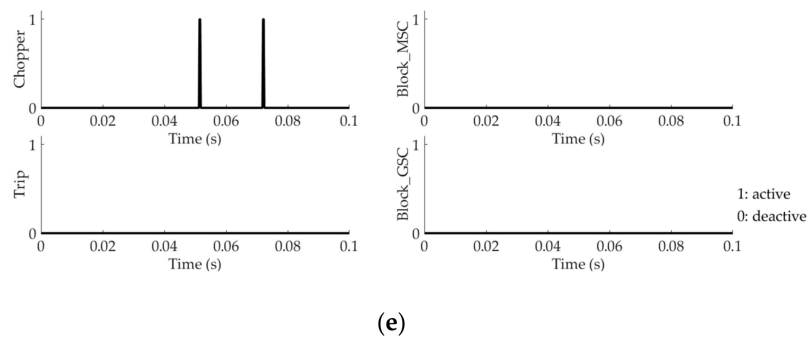 Chopper
1
0
0 0.02 0.04 0.06 0.08 0.1
Time (s)
Block_MSC
1
0
0 0.02 0.04 0.06 0.08 0.1
Time (s)
Trip
1
0
0 0.02 0.04 0.06 0.08 0.1
Time (s)
Block_GSC
1
0
0 0.02 0.04 0.06 0.08 0.1
Time (s)
1: active
0: deactive
(e)